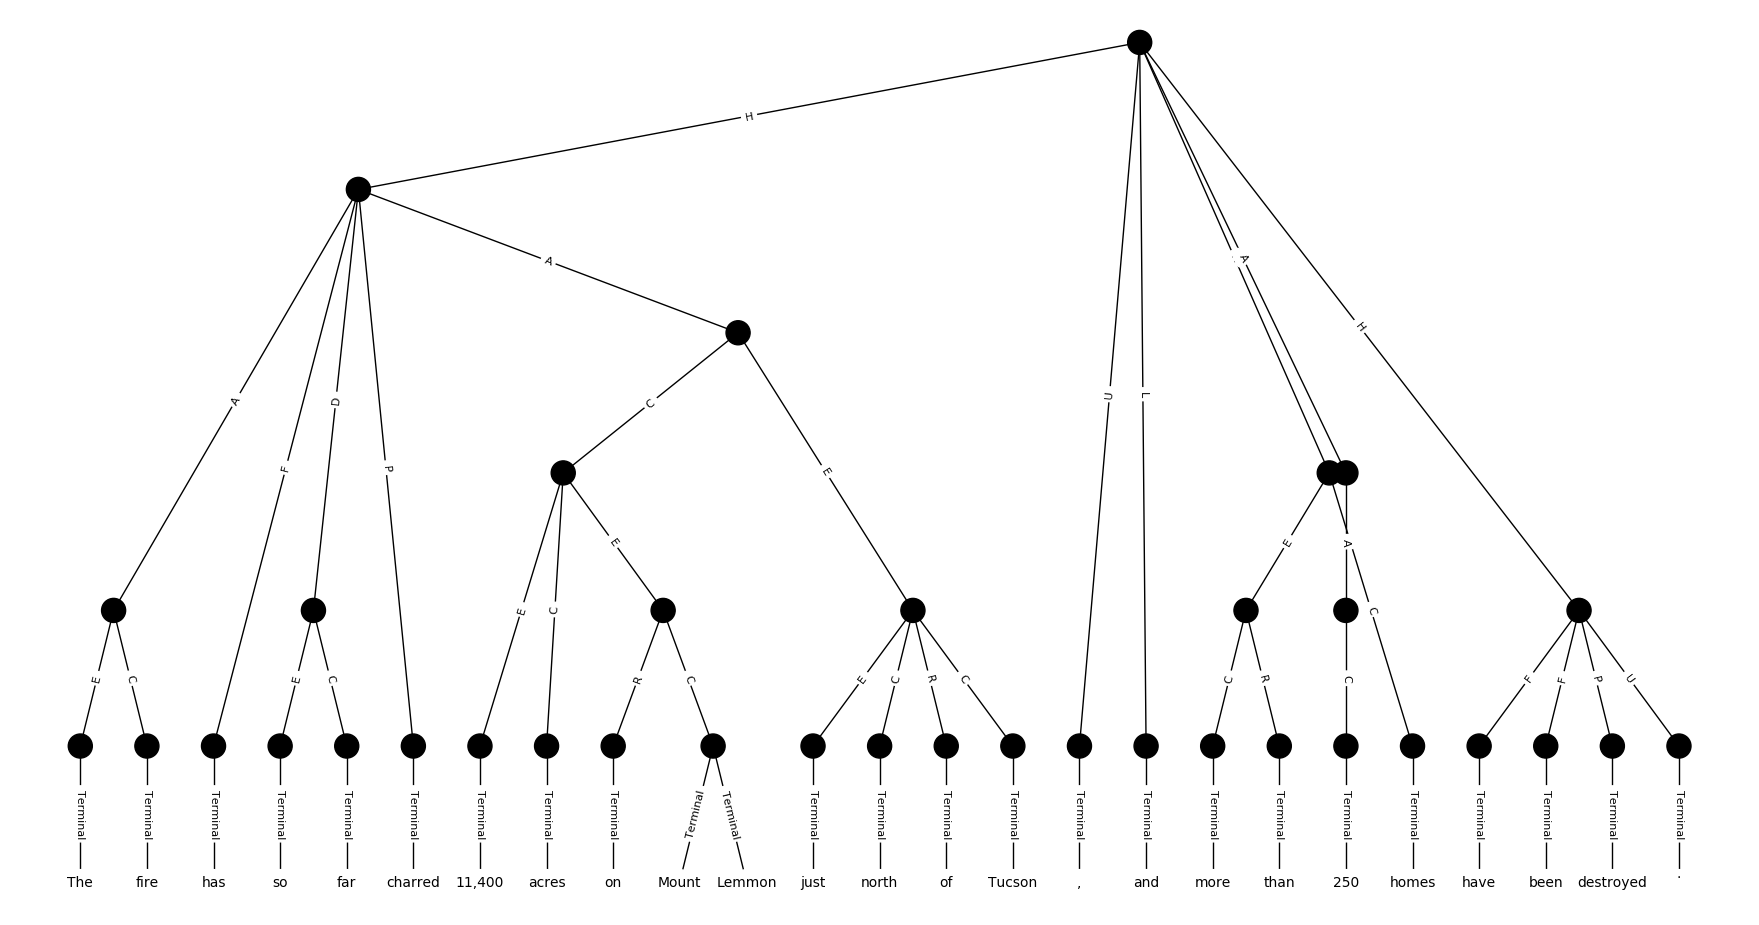 H
A
A
F
D
P
C
E
U
L
A
H
E
C
E
E
C
A
C
E
C
E
C
R
C
E
C
R
C
C
R
C
F
F
P
U
Terminal Terminal Terminal Terminal Terminal Terminal Terminal Terminal Terminal Terminal Terminal Terminal Terminal Terminal Terminal Terminal Terminal Terminal Terminal Terminal Terminal Terminal Terminal Terminal Terminal
The fire has so far charred 11,400 acres on Mount Lemmon just north of Tucson , and more than 250 homes have been destroyed .